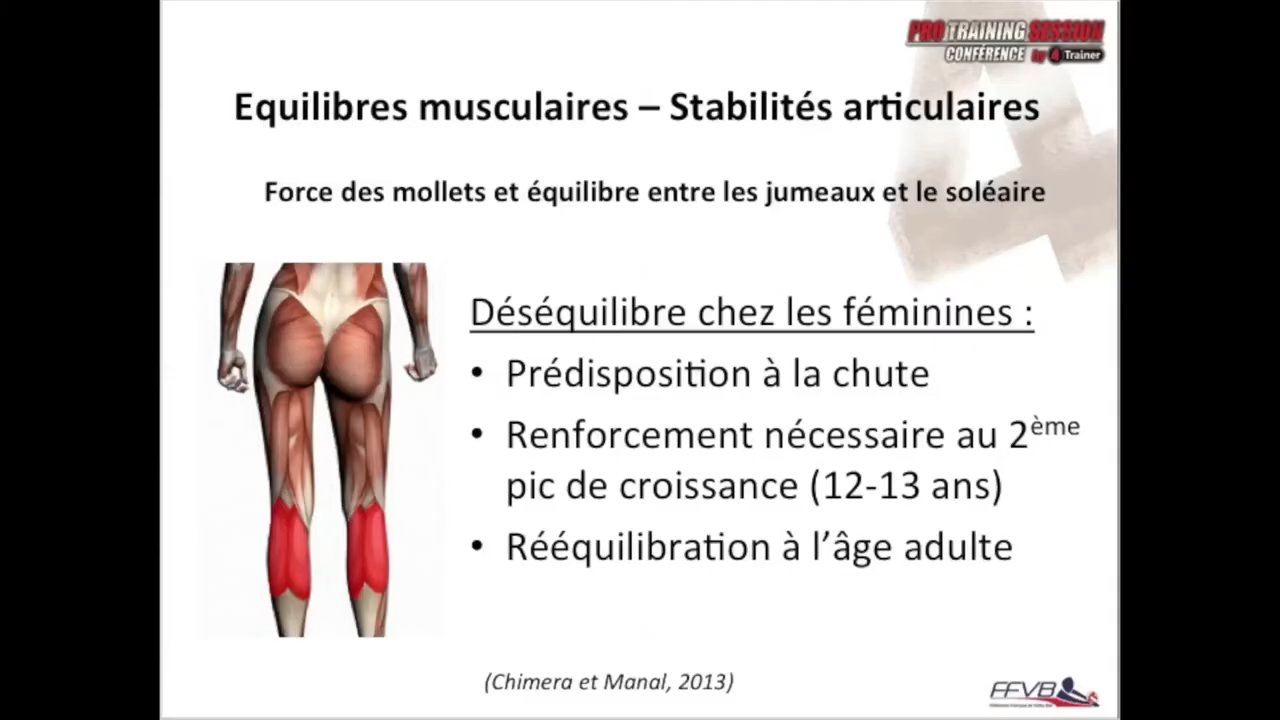 PRO TRAINING SESSION
CONFÉRENCE by 4 Trainer
Equilibres musculaires – Stabilités articulaires
Force des mollets et équilibre entre les jumeaux et le soléaire
Déséquilibre chez les féminines :
• Prédisposition à la chute
• Renforcement nécessaire au 2ème
pic de croissance (12-13 ans)
• Rééquilibration à l’âge adulte
(Chimera et Manal, 2013)
FFVB